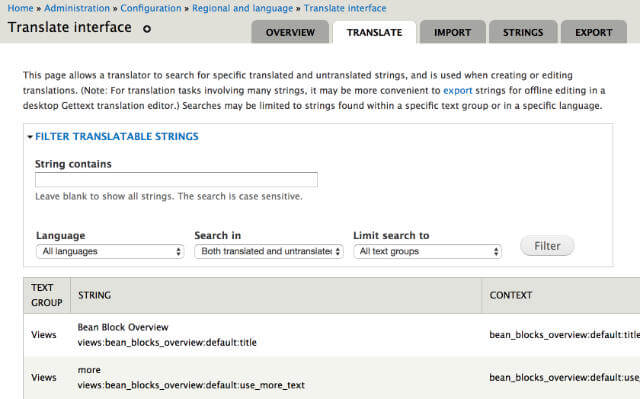 Home » Administration » Configuration » Regional and language » Translate interface
Translate interface
OVERVIEW TRANSLATE IMPORT STRINGS EXPORT
This page allows a translator to search for specific translated and untranslated strings, and is used when creating or editing
translations. (Note: For translation tasks involving many strings, it may be more convenient to export strings for offline editing in a
desktop Gettext translation editor.) Searches may be limited to strings found within a specific text group or in a specific language.
FILTER TRANSLATABLE STRINGS
String contains
Leave blank to show all strings. The search is case sensitive.
Language Search in Limit search to
All languages Both translated and untranslate All text groups Filter
TEXT GROUP STRING CONTEXT
Views Bean Block Overview
views:bean_blocks_overview:default:title bean_blocks_overview:default:title
Views more
views:bean_blocks_overview:default:use_more_text bean_blocks_overview:default:use_